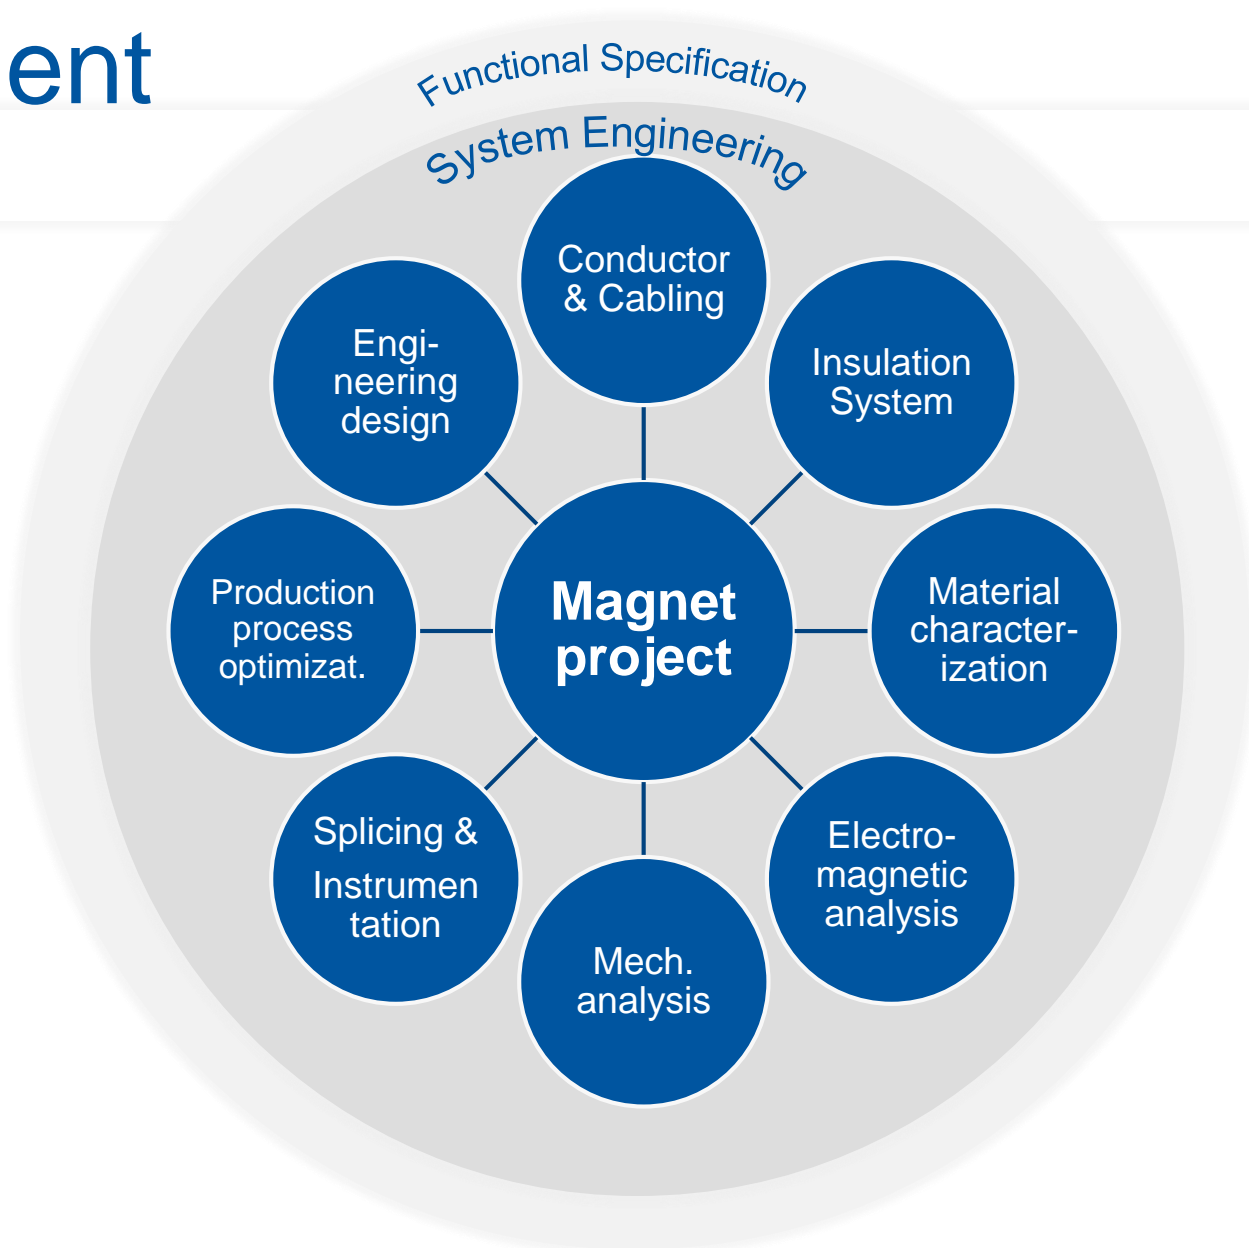 ent
Functional Specification
System Engineering
Conductor
& Cabling
Insulation
System
Material
character-
ization
Electro-
magnetic
analysis
Mech.
analysis
Splicing &
Instrumen
tation
Production
process
optimizat.
Engi-
neering
design
Magnet
project